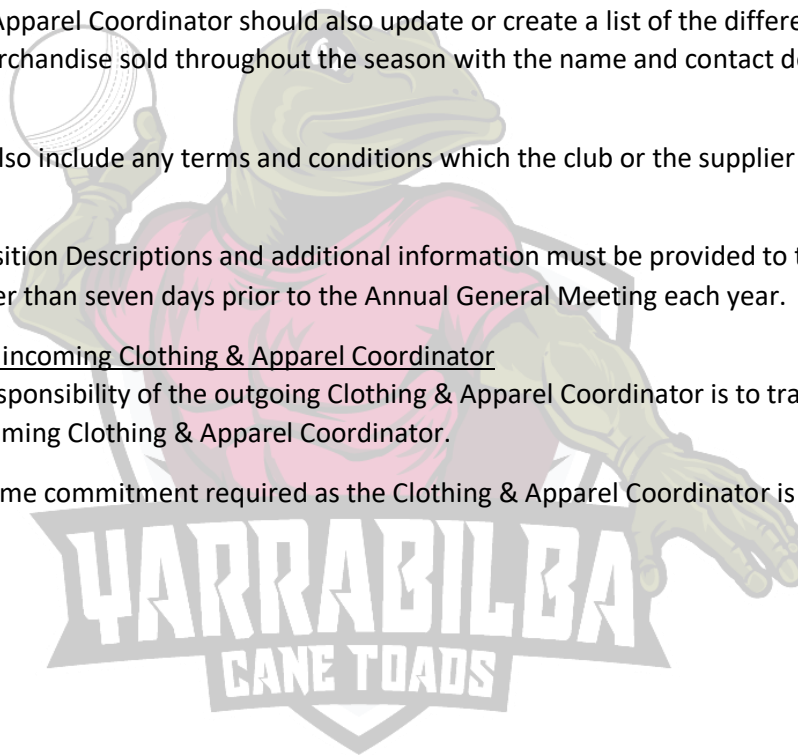 Apparel Coordinator should also update or create a list of the differe
rchandise sold throughout the season with the name and contact d
lso include any terms and conditions which the club or the supplier
sition Descriptions and additional information must be provided to t
er than seven days prior to the Annual General Meeting each year.
incoming Clothing & Apparel Coordinator
sponsibility of the outgoing Clothing & Apparel Coordinator is to tra
ming Clothing & Apparel Coordinator.
me commitment required as the Clothing & Apparel Coordinator is
YARRABILBA
CANE TOADS